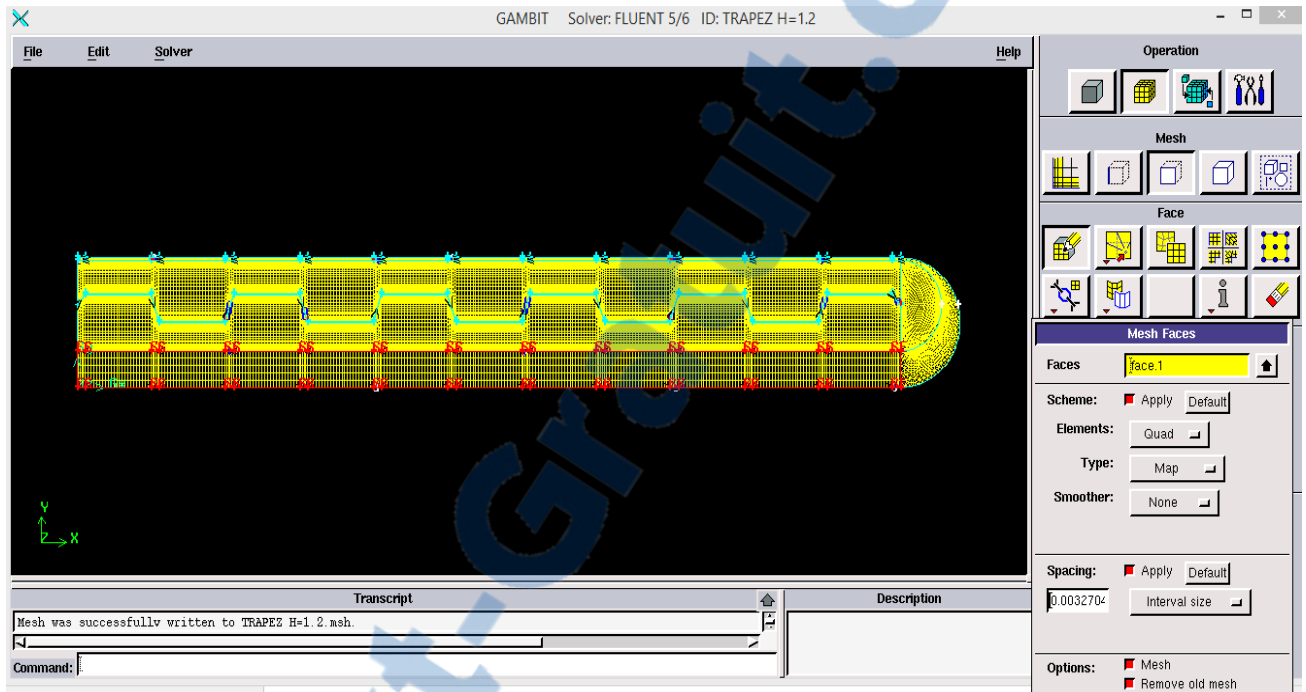 GAMBIT Solver: FLUENT 5/6 ID: TRAPEZ H=1.2
File Edit Solver Help
Operation
Mesh
Face
Mesh Faces
Faces face.1
Scheme: Apply Default
Elements: Quad
Type: Map
Smoother: None
Spacing: Apply Default
0.0032704 Interval size
Options: Mesh
Remove old mesh
Y
Z X
Transcript
Description
Mesh was successfully written to TRAPEZ H=1.2.msh.
Command: